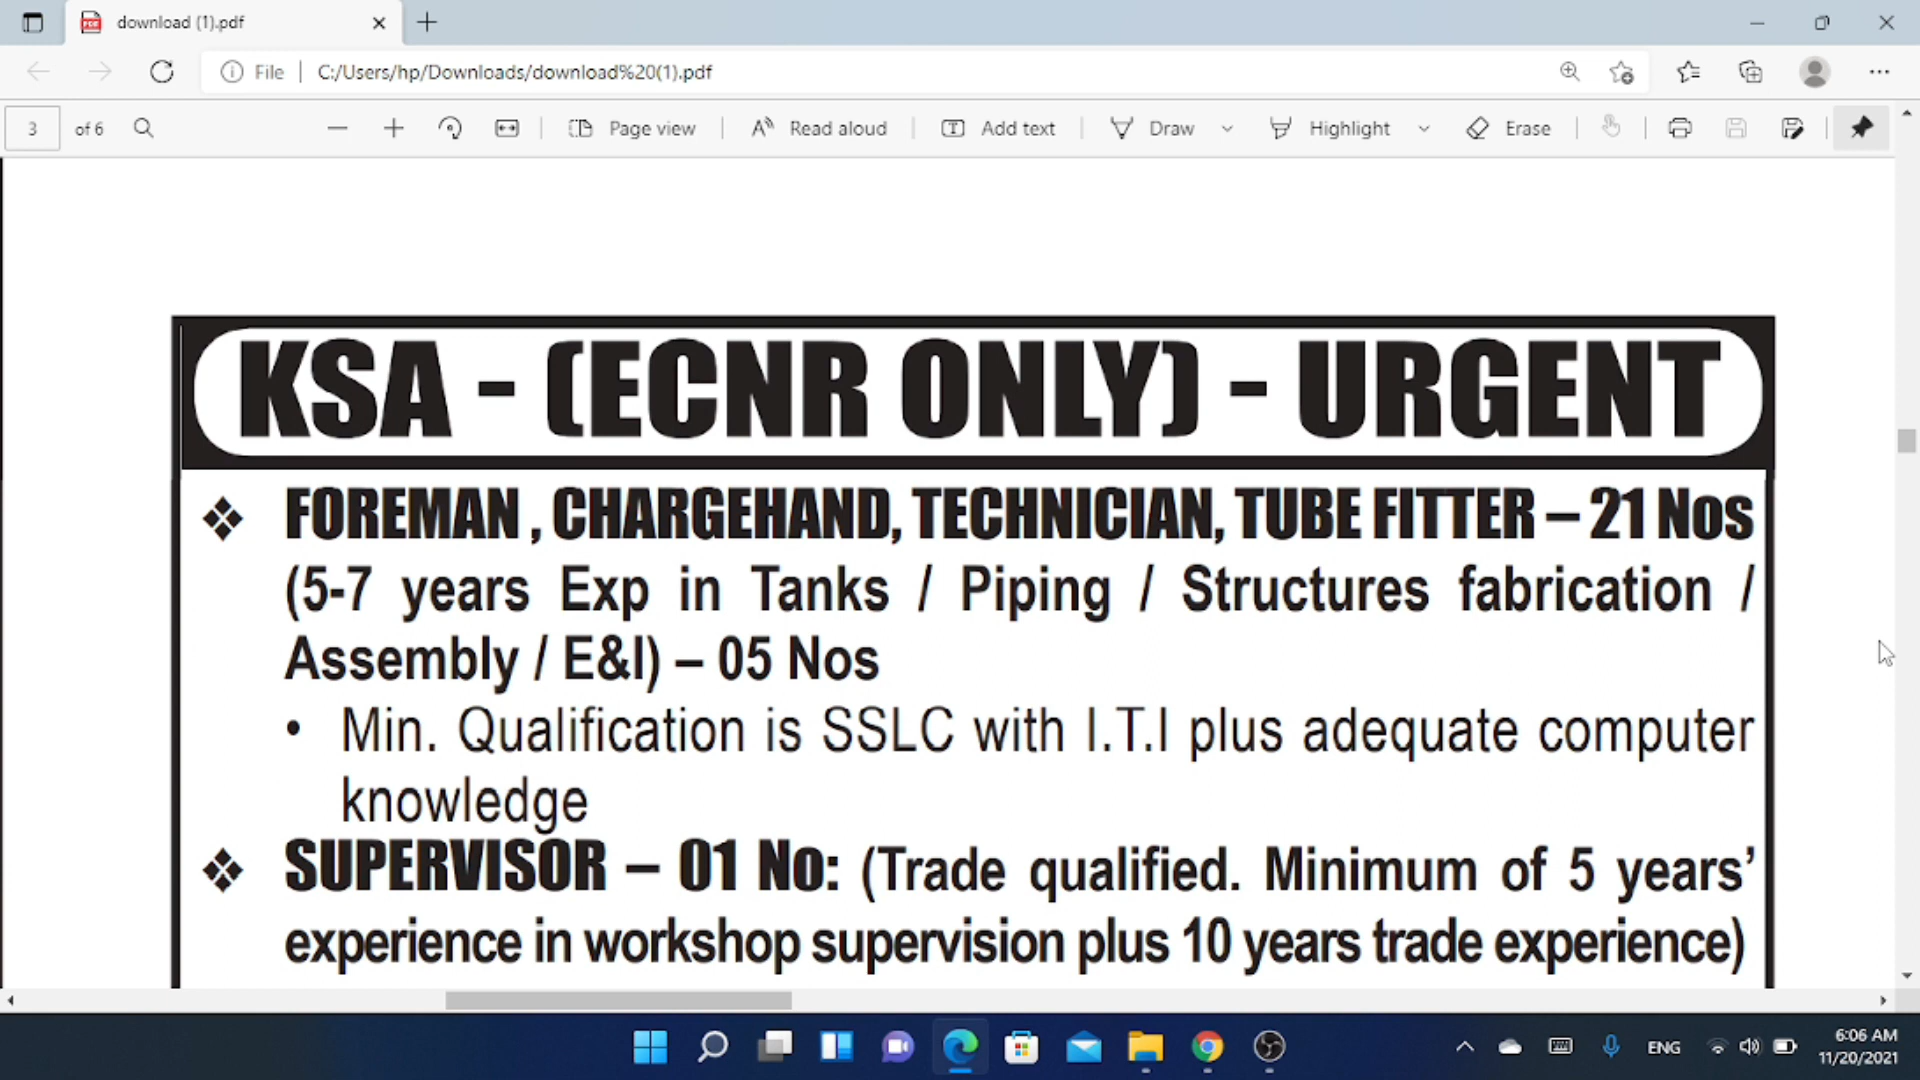 download (1).pdf
File | C:/Users/hp/Downloads/download%20(1).pdf
3 of 6 Page view Read aloud Add text Draw Highlight Erase
KSA - (ECNR ONLY) - URGENT
❖ FOREMAN , CHARGEHAND, TECHNICIAN, TUBE FITTER – 21 Nos
(5-7 years Exp in Tanks / Piping / Structures fabrication /
Assembly / E&I) – 05 Nos
• Min. Qualification is SSLC with I.T.I plus adequate computer
knowledge
❖ SUPERVISOR – 01 No: (Trade qualified. Minimum of 5 years’
experience in workshop supervision plus 10 years trade experience)
ENG
6:06 AM
11/20/2021